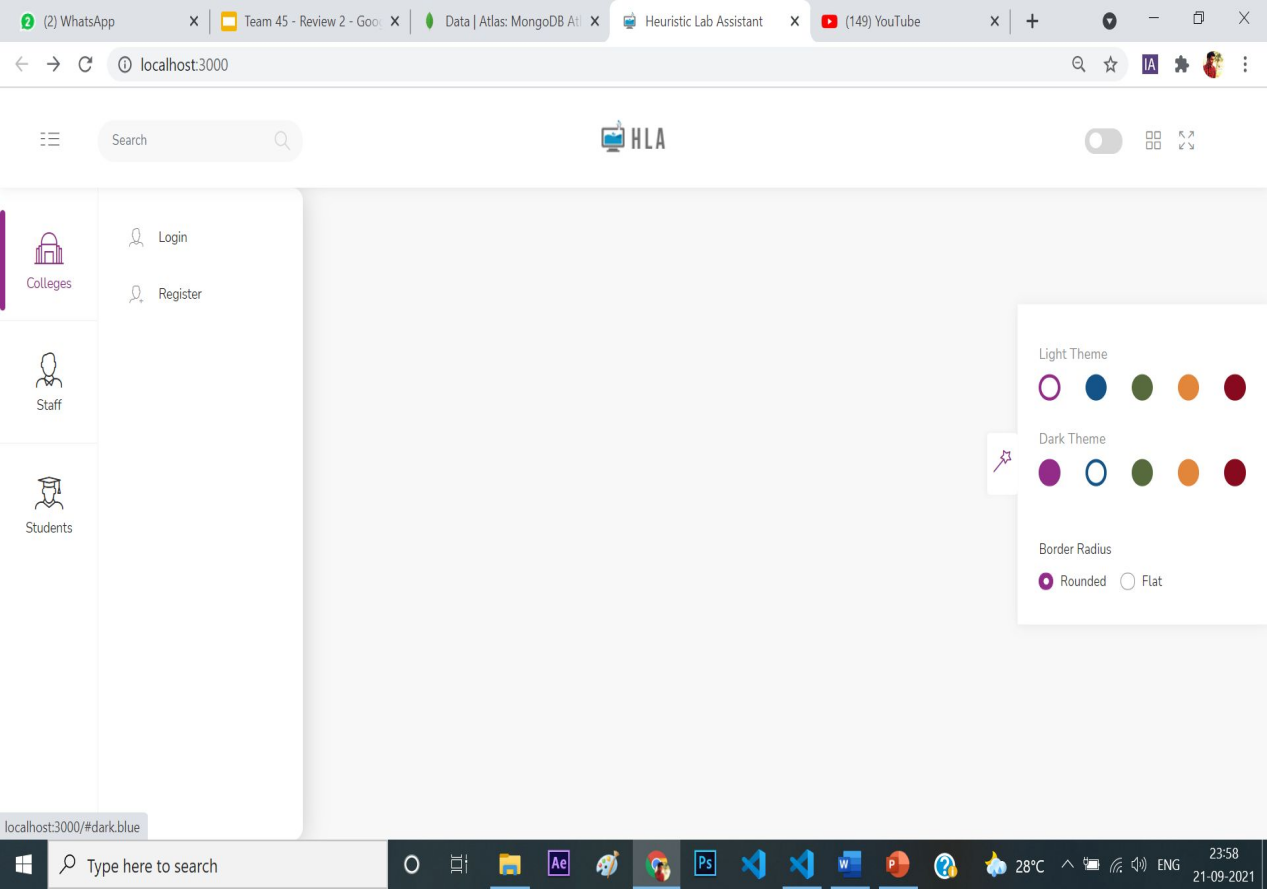 2 (2) WhatsApp
Team 45 - Review 2 - Goo
Data | Atlas: MongoDB Atl
Heuristic Lab Assistant
(149) YouTube
localhost:3000
IA
Search
HLA
Colleges
Staff
Students
Login
Register
Light Theme
Dark Theme
Border Radius
Rounded Flat
localhost:3000/#dark.blue
Type here to search
Ae
Ps
W
P
?
28°C
ENG
23:58
21-09-2021